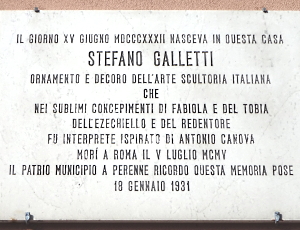 IL GIORNO XV GIUGNO MDCCCXXXII NASCEVA IN QUESTA CASA
STEFANO GALLETTI
ORNAMENTO E DECORO DELL'ARTE SCULTORIA ITALIANA
CHE
NEI SUBLIMI CONCEPIMENTI DI FABIOLA E DEL TOBIA
DELL'EZECHIELLO E DEL REDENTORE
FU INTERPRETE ISPIRATO DI ANTONIO CANOVA
MORÌ A ROMA IL V LUGLIO MCMV
IL PATRIO MUNICIPIO A PERENNE RICORDO QUESTA MEMORIA POSE
18 GENNAIO 1931